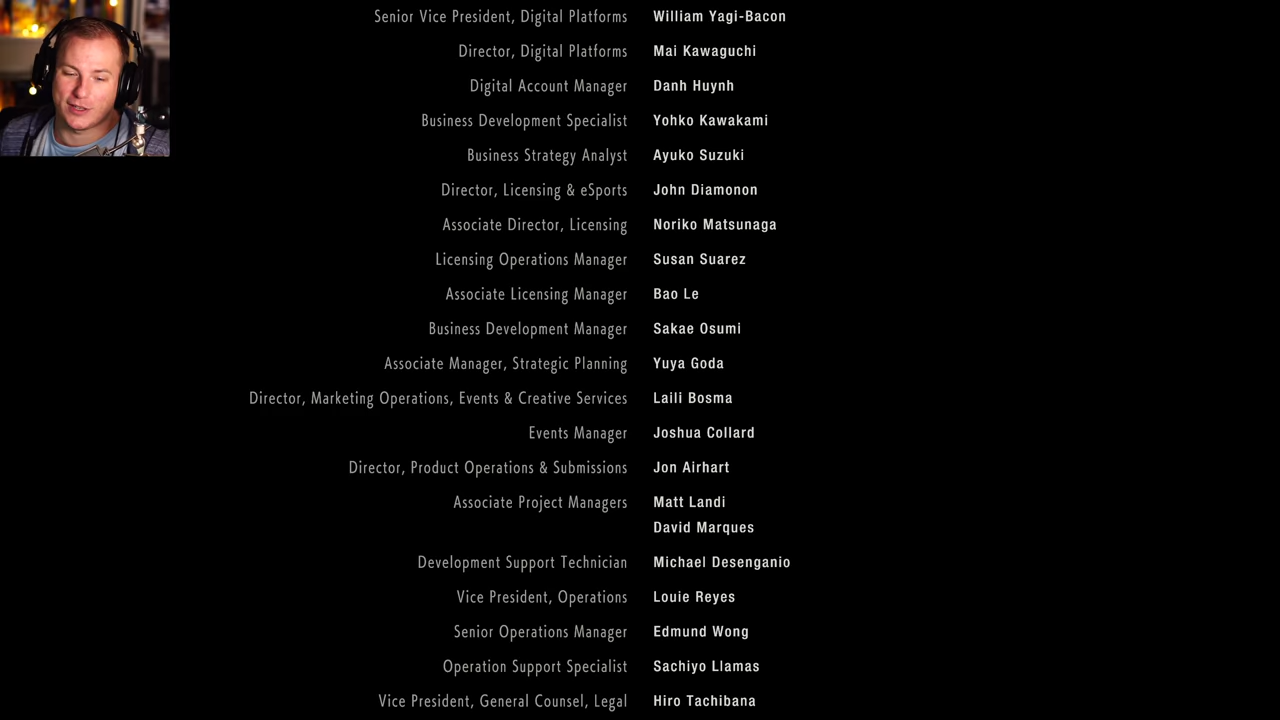 Senior Vice President, Digital Platforms William Yagi-Bacon
Director, Digital Platforms Mai Kawaguchi
Digital Account Manager Danh Huynh
Business Development Specialist Yohko Kawakami
Business Strategy Analyst Ayuko Suzuki
Director, Licensing & eSports John Diamonon
Associate Director, Licensing Noriko Matsunaga
Licensing Operations Manager Susan Suarez
Associate Licensing Manager Bao Le
Business Development Manager Sakae Osumi
Associate Manager, Strategic Planning Yuya Goda
Director, Marketing Operations, Events & Creative Services Laili Bosma
Events Manager Joshua Collard
Director, Product Operations & Submissions Jon Airhart
Associate Project Managers Matt Landi
David Marques
Development Support Technician Michael Desenganio
Vice President, Operations Louie Reyes
Senior Operations Manager Edmund Wong
Operation Support Specialist Sachiyo Llamas
Vice President, General Counsel, Legal Hiro Tachibana